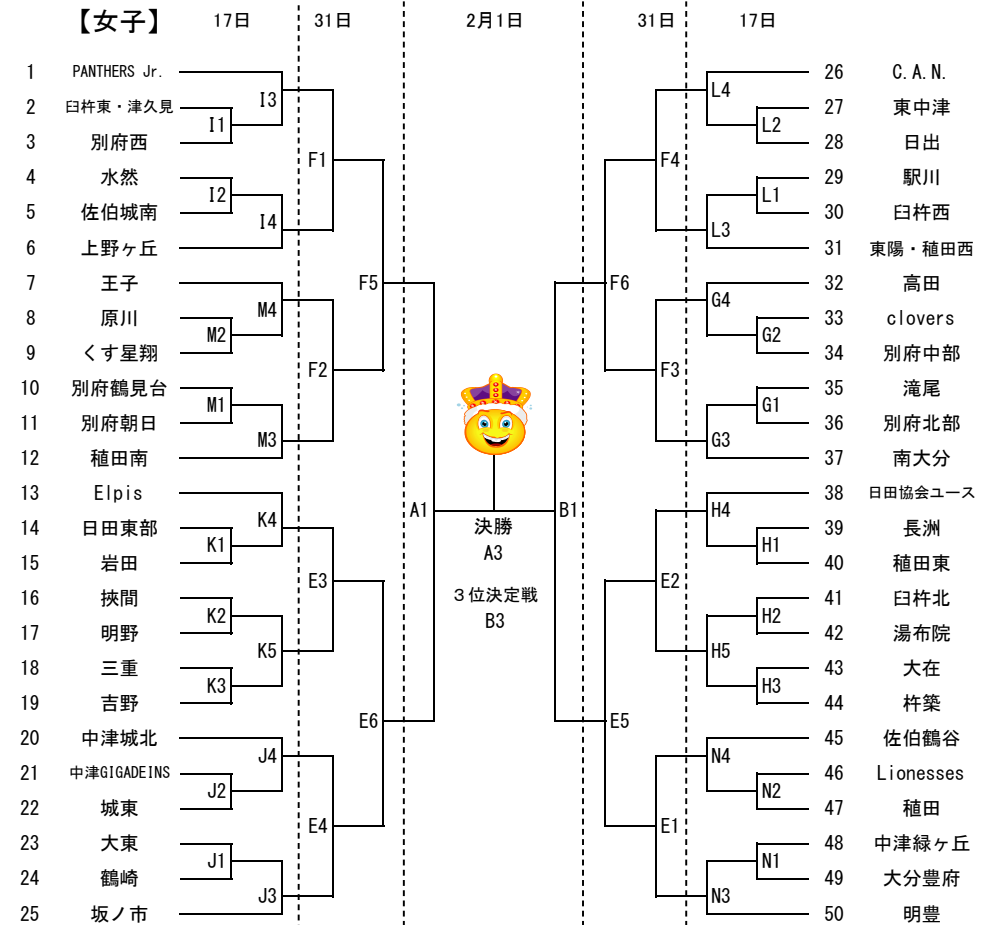 【女子】 17日 31日 2月1日 31日 17日
1 PANTHERS Jr.
2 臼杵東・津久見
3 別府西
4 水然
5 佐伯城南
6 上野ヶ丘
7 王子
8 原川
9 くす星翔
10 別府鶴見台
11 別府朝日
12 稙田南
13 Elpis
14 日田東部
15 岩田
16 挾間
17 明野
18 三重
19 吉野
20 中津城北
21 中津GIGADEINS
22 城東
23 大東
24 鶴崎
25 坂ノ市
I3
I1
I2
I4
M4
M2
M1
M3
K4
K1
K2
K5
K3
J4
J2
J1
J3
F1
F2
E3
E4
F5
E6
A1
決勝
A3
3位決定戦
B3
B1
F6
E5
F4
F3
E2
E1
L4
L2
L1
L3
G4
G2
G1
G3
H4
H1
H2
H5
H3
N4
N2
N1
N3
26 C.A.N.
27 東中津
28 日出
29 駅川
30 臼杵西
31 東陽・稙田西
32 高田
33 clovers
34 別府中部
35 滝尾
36 別府北部
37 南大分
38 日田協会ユース
39 長洲
40 稙田東
41 臼杵北
42 湯布院
43 大在
44 杵築
45 佐伯鶴谷
46 Lionesses
47 稙田
48 中津緑ヶ丘
49 大分豊府
50 明豊